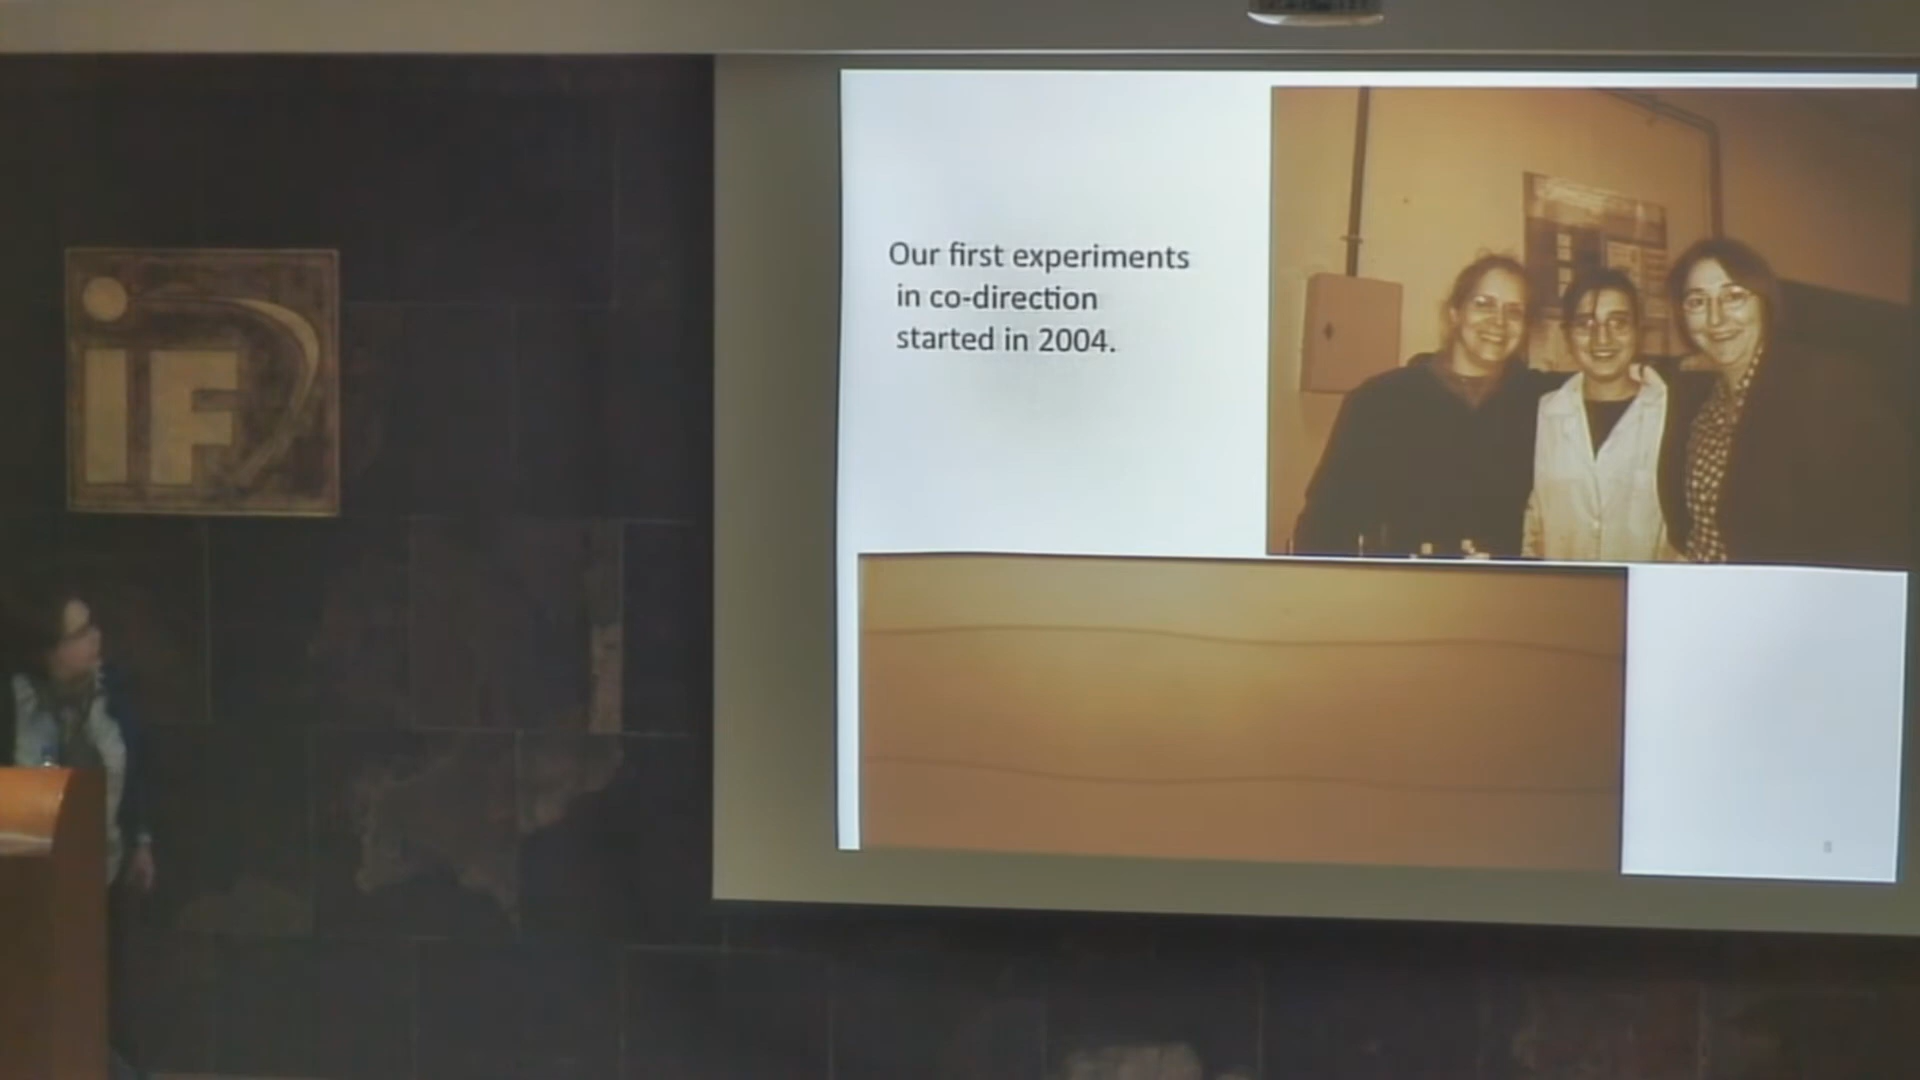 iF
Our first experiments
in co-direction
started in 2004.